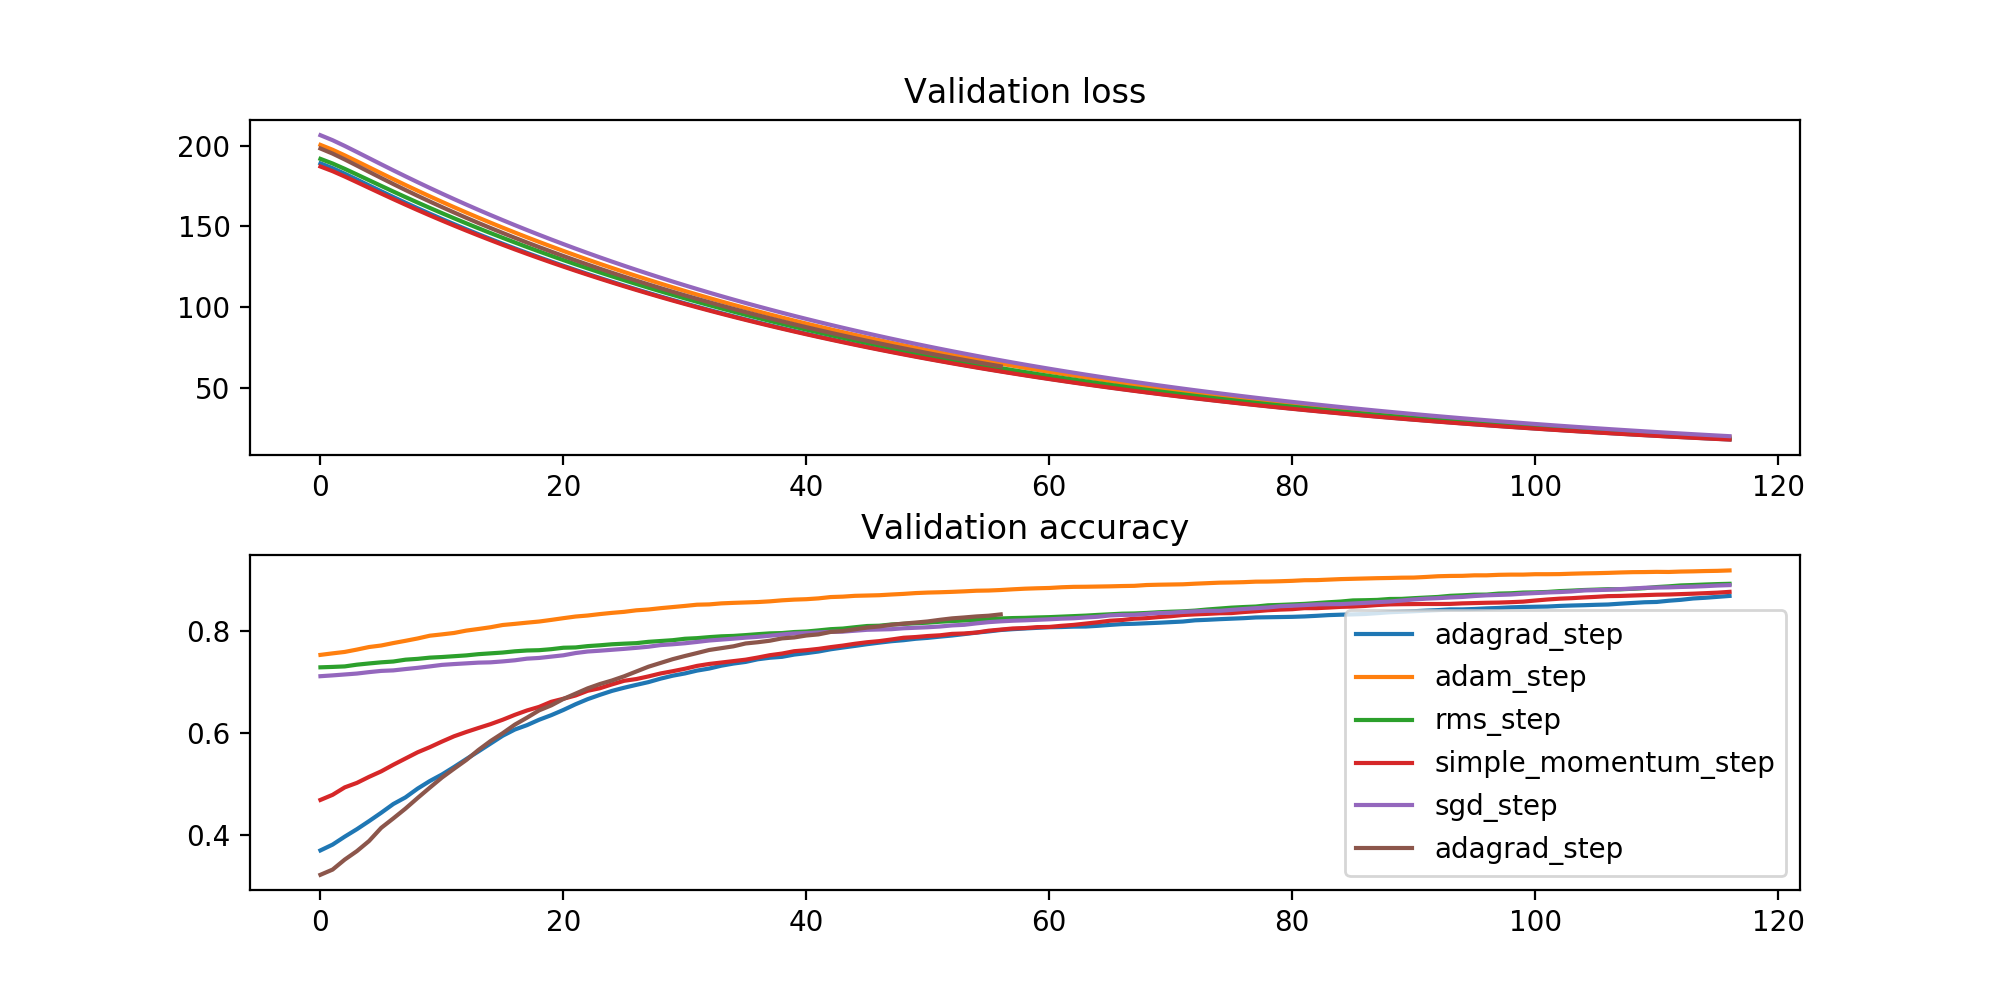 Validation loss
200
150
100
50
0 20 40 60 80 100 120
Validation accuracy
0.8
0.6
0.4
adagrad_step
adam_step
rms_step
simple_momentum_step
sgd_step
adagrad_step
0 20 40 60 80 100 120